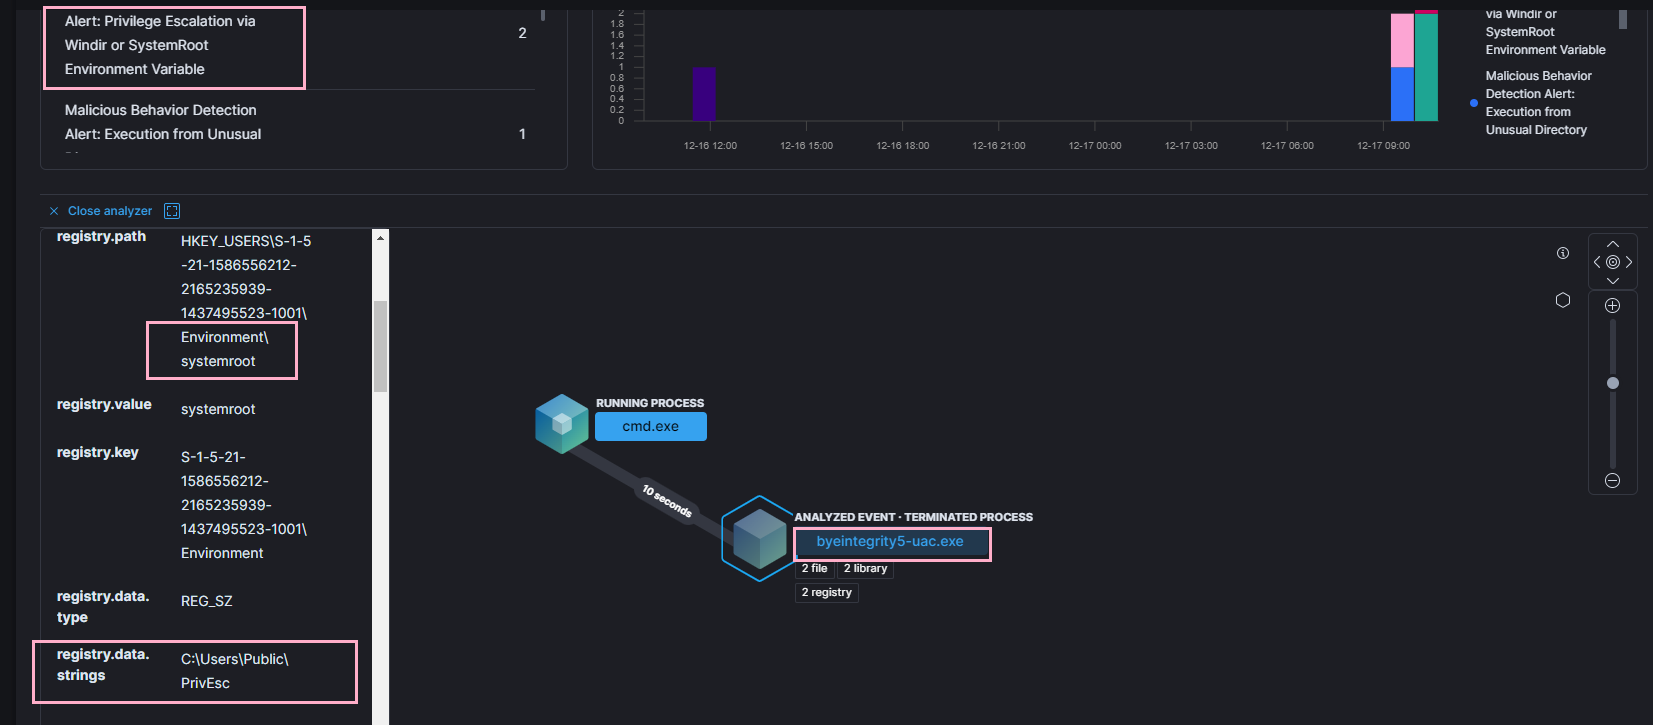 Alert: Privilege Escalation via
Windir or SystemRoot
Environment Variable
2
Malicious Behavior Detection
Alert: Execution from Unusual
1
2
1.8
1.6
1.4
1.2
1
0.8
0.6
0.4
0.2
0
12-16 12:00
12-16 15:00
12-16 18:00
12-16 21:00
12-17 00:00
12-17 03:00
12-17 06:00
12-17 09:00
via Windir or
SystemRoot
Environment Variable
Malicious Behavior
Detection Alert:
Execution from
Unusual Directory
Close analyzer
registry.path
HKEY_USERS\S-1-5
-21-1586556212-
2165235939-
1437495523-1001\
Environment\
systemroot
registry.value
systemroot
registry.key
S-1-5-21-
1586556212-
2165235939-
1437495523-1001\
Environment
registry.data.
type
REG_SZ
registry.data.
strings
C:\Users\Public\
PrivEsc
RUNNING PROCESS
cmd.exe
10 seconds
ANALYZED EVENT · TERMINATED PROCESS
byeintegrity5-uac.exe
2 file
2 library
2 registry